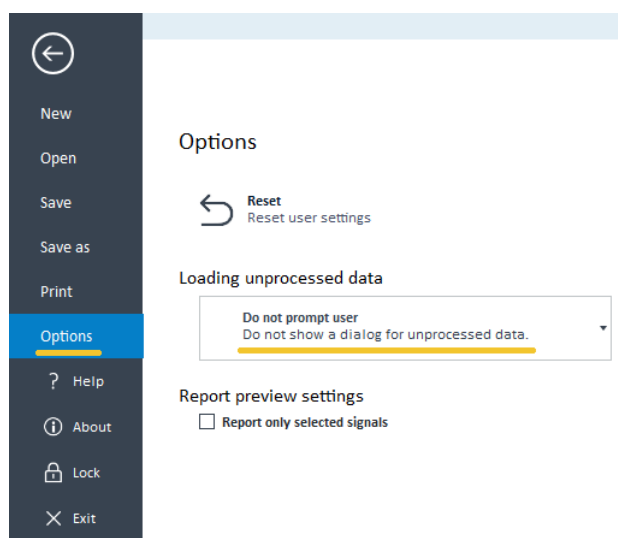 New
Open
Save
Save as
Print
Options
? Help
About
Lock
Exit
Options
Reset
Reset user settings
Loading unprocessed data
Do not prompt user
Do not show a dialog for unprocessed data.
Report preview settings
Report only selected signals